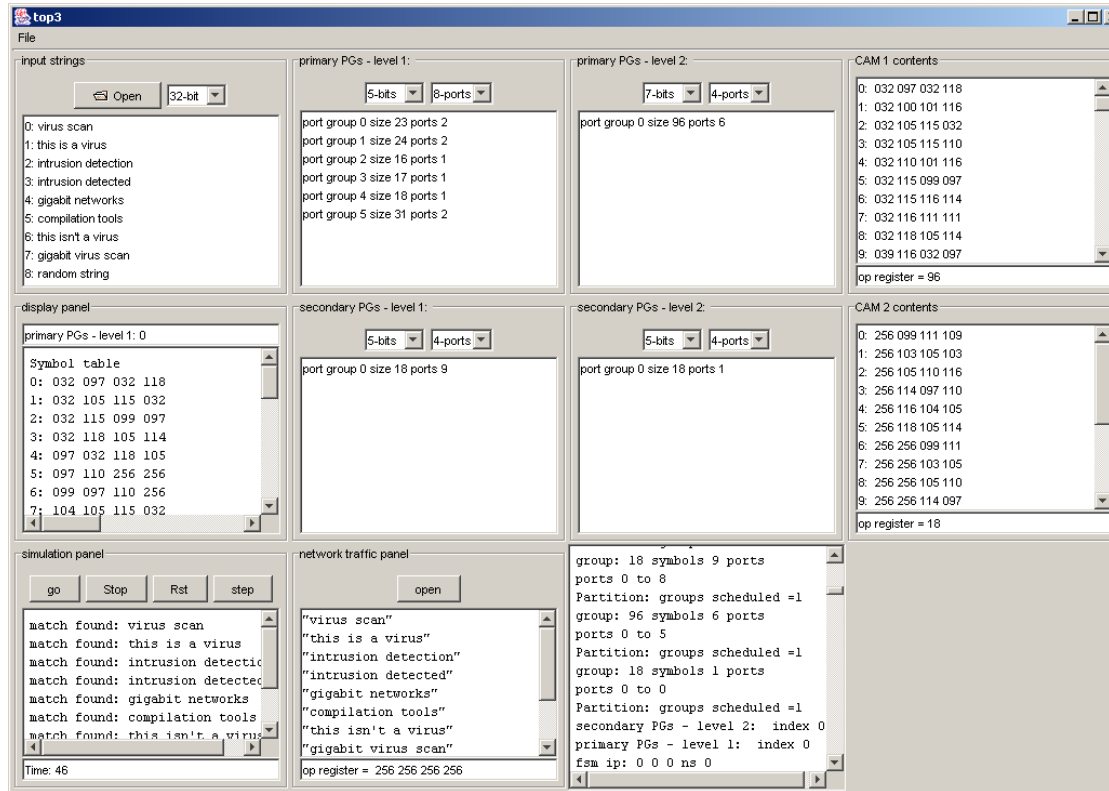 top3
File
input strings
Open
32-bit
0: virus scan
1: this is a virus
2: intrusion detection
3: intrusion detected
4: gigabit networks
5: compilation tools
6: this isn't a virus
7: gigabit virus scan
8: random string
primary PGs - level 1:
5-bits
8-ports
port group 0 size 23 ports 2
port group 1 size 24 ports 2
port group 2 size 16 ports 1
port group 3 size 17 ports 1
port group 4 size 18 ports 1
port group 5 size 31 ports 2
primary PGs - level 2:
7-bits
4-ports
port group 0 size 96 ports 6
CAM 1 contents
0: 032 097 032 118
1: 032 100 101 116
2: 032 105 115 032
3: 032 105 115 110
4: 032 110 101 116
5: 032 115 099 097
6: 032 115 116 114
7: 032 116 111 111
8: 032 118 105 114
9: 039 116 032 097
op register = 96
display panel
primary PGs - level 1: 0
Symbol table
0: 032 097 032 118
1: 032 105 115 032
2: 032 115 099 097
3: 032 118 105 114
4: 097 032 118 105
5: 097 110 256 256
6: 099 097 110 256
7: 104 105 115 032
secondary PGs - level 1:
5-bits
4-ports
port group 0 size 18 ports 9
secondary PGs - level 2:
5-bits
4-ports
port group 0 size 18 ports 1
CAM 2 contents
0: 256 099 111 109
1: 256 103 105 103
2: 256 105 110 116
3: 256 114 097 110
4: 256 116 104 105
5: 256 118 105 114
6: 256 256 099 111
7: 256 256 103 105
8: 256 256 105 110
9: 256 256 114 097
op register = 18
simulation panel
go
Stop
Rst
step
match found: virus scan
match found: this is a virus
match found: intrusion detectio
match found: intrusion detected
match found: gigabit networks
match found: compilation tools
match found: this isn't a virus
Time: 46
network traffic panel
open
"virus scan"
"this is a virus"
"intrusion detection"
"intrusion detected"
"gigabit networks"
"compilation tools"
"this isn't a virus"
"gigabit virus scan"
op register = 256 256 256 256
group: 18 symbols 9 ports
ports 0 to 8
Partition: groups scheduled =1
group: 96 symbols 6 ports
ports 0 to 5
Partition: groups scheduled =1
group: 18 symbols 1 ports
ports 0 to 0
Partition: groups scheduled =1
secondary PGs - level 2: index 0
primary PGs - level 1: index 0
fsm ip: 0 0 0 ns 0